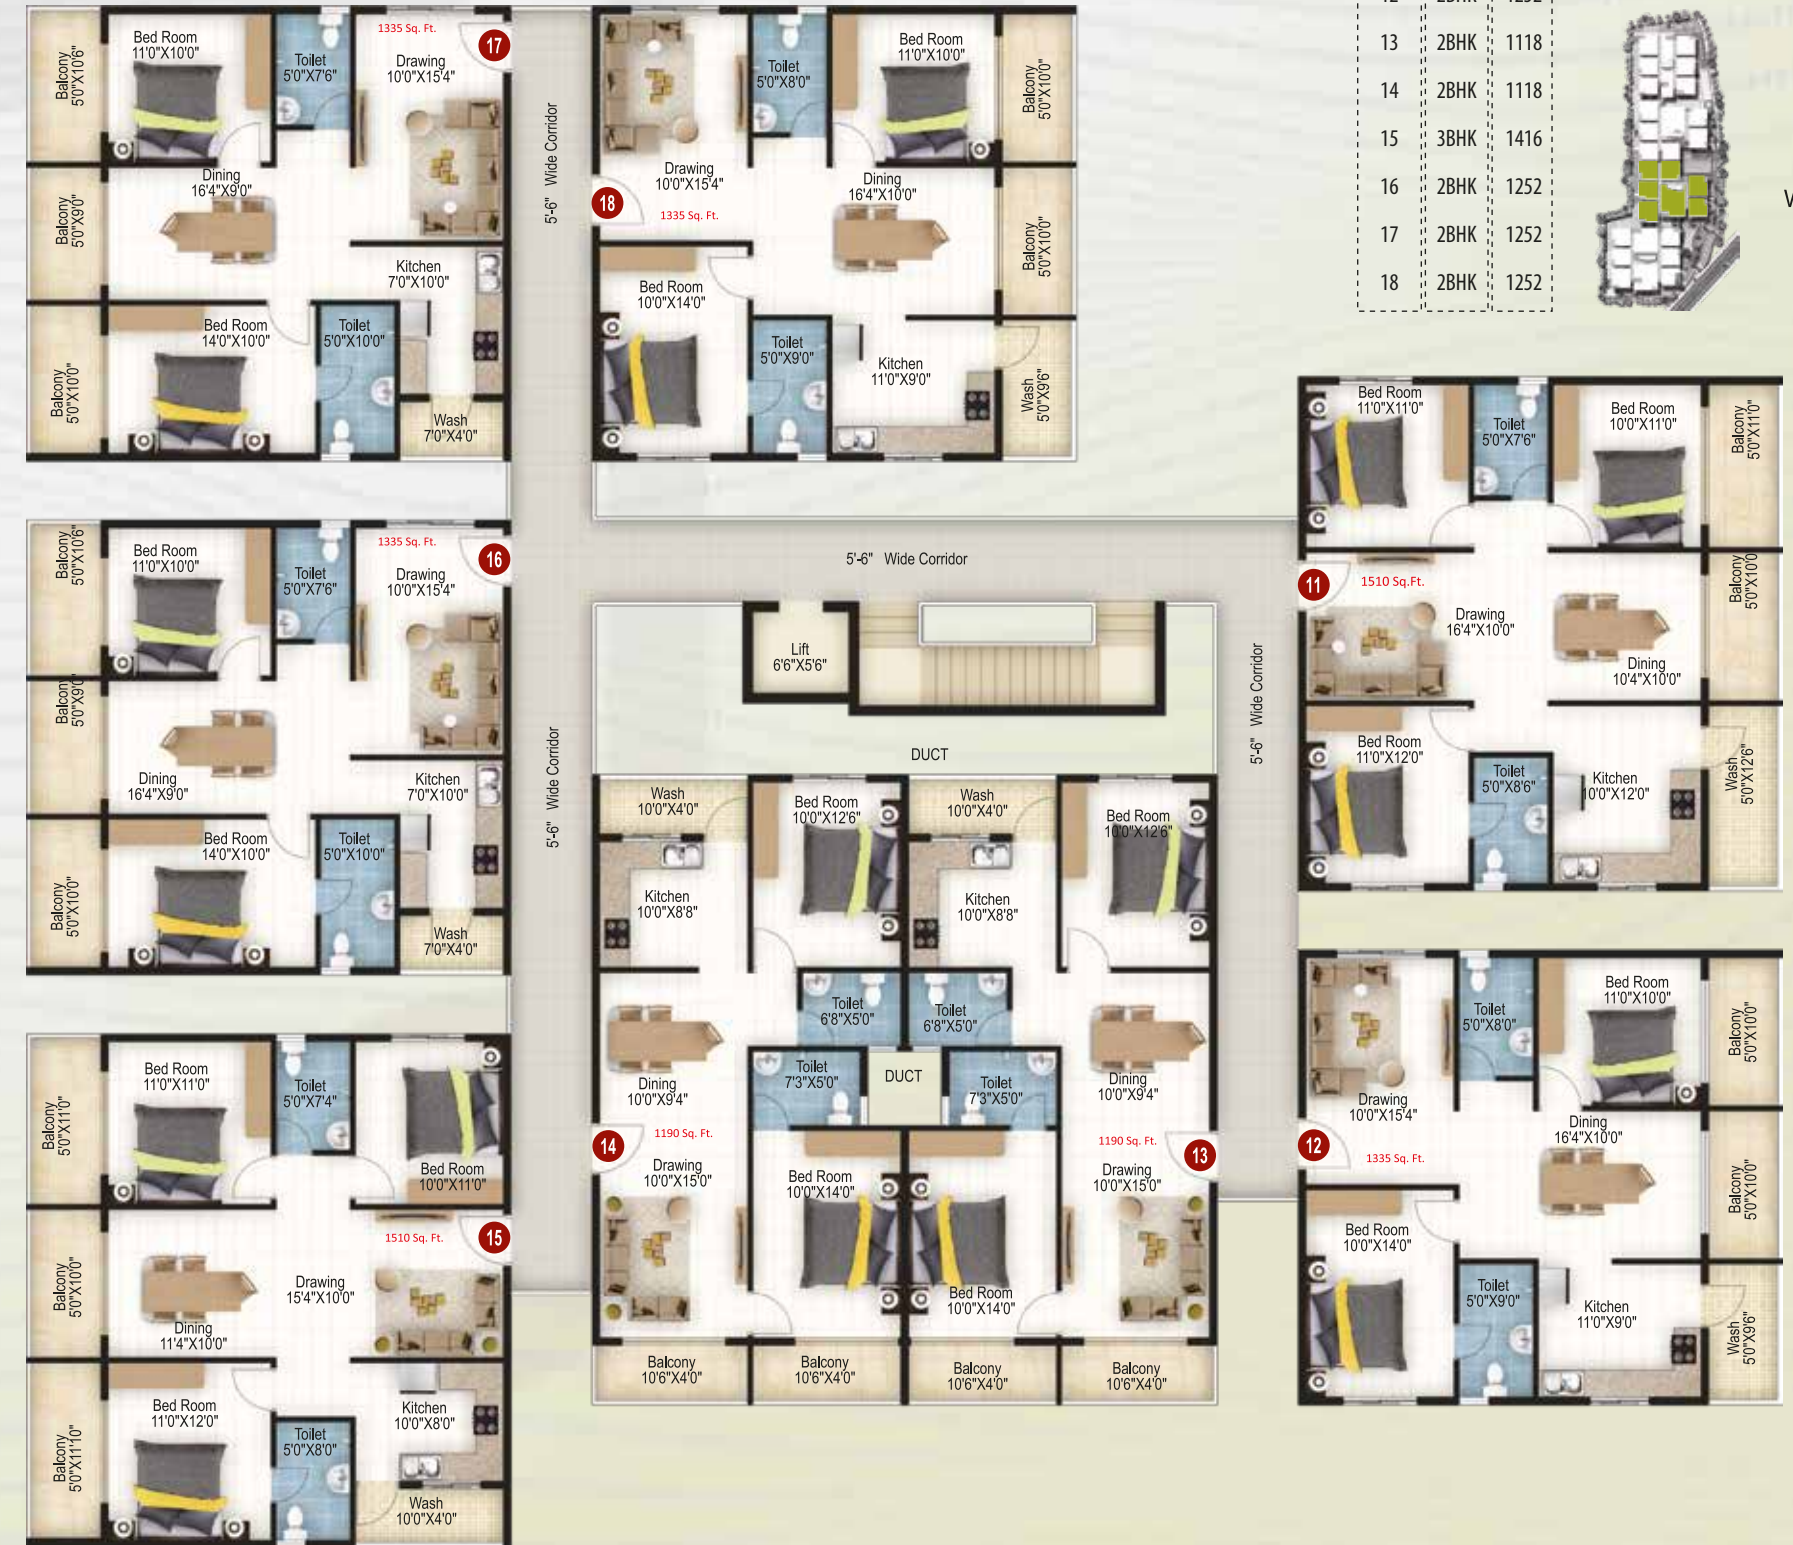 12 2BHK 1252
13 2BHK 1118
14 2BHK 1118
15 3BHK 1416
16 2BHK 1252
17 2BHK 1252
18 2BHK 1252
Balcony
5'0"X10'6"
Bed Room
11'0"X10'0"
Toilet
5'0"X7'6"
1335 Sq. Ft.
Drawing
10'0"X15'4"
17
Balcony
5'0"X9'0"
Dining
16'4"X9'0"
Kitchen
7'0"X10'0"
Balcony
5'0"X10'0"
Bed Room
14'0"X10'0"
Toilet
5'0"X10'0"
Wash
7'0"X4'0"
5'-6" Wide Corridor
Drawing
10'0"X15'4"
18
1335 Sq. Ft.
Toilet
5'0"X8'0"
Bed Room
11'0"X10'0"
Balcony
5'0"X10'0"
Dining
16'4"X10'0"
Balcony
5'0"X10'0"
Bed Room
10'0"X14'0"
Toilet
5'0"X9'0"
Kitchen
11'0"X9'0"
Wash
5'0"X9'6"
Balcony
5'0"X10'6"
Bed Room
11'0"X10'0"
Toilet
5'0"X7'6"
1335 Sq. Ft.
Drawing
10'0"X15'4"
16
Balcony
5'0"X9'0"
Dining
16'4"X9'0"
Kitchen
7'0"X10'0"
Balcony
5'0"X10'0"
Bed Room
14'0"X10'0"
Toilet
5'0"X10'0"
Wash
7'0"X4'0"
5'-6" Wide Corridor
5'-6" Wide Corridor
Lift
6'6"X5'6"
DUCT
5'-6" Wide Corridor
Bed Room
11'0"X11'0"
Toilet
5'0"X7'6"
Bed Room
10'0"X11'0"
Balcony
5'0"X11'0"
11
1510 Sq.Ft.
Drawing
16'4"X10'0"
Dining
10'4"X10'0"
Balcony
5'0"X10'0
Bed Room
11'0"X12'0"
Toilet
5'0"X8'6"
Kitchen
10'0"X12'0"
Wash
5'0"X12'6"
Wash
10'0"X4'0"
Bed Room
10'0"X12'6"
Wash
10'0"X4'0"
Bed Room
10'0"X12'6"
Kitchen
10'0"X8'8"
Kitchen
10'0"X8'8"
Toilet
6'8"X5'0"
Toilet
6'8"X5'0"
Dining
10'0"X9'4"
Toilet
7'3"X5'0"
DUCT
Toilet
7'3"X5'0"
Dining
10'0"X9'4"
14
1190 Sq. Ft.
1190 Sq. Ft.
13
Drawing
10'0"X15'0"
Bed Room
10'0"X14'0"
Bed Room
10'0"X14'0"
Drawing
10'0"X15'0"
Balcony
10'6"X4'0"
Balcony
10'6"X4'0"
Balcony
10'6"X4'0"
Balcony
10'6"X4'0"
Balcony
5'0"X11'0"
Bed Room
11'0"X11'0"
Toilet
5'0"X7'4"
Bed Room
10'0"X11'0"
Balcony
5'0"X10'0"
Dining
11'4"X10'0"
Drawing
15'4"X10'0"
1510 Sq. Ft.
15
Balcony
5'0"X11'10"
Bed Room
11'0"X12'0"
Toilet
5'0"X8'0"
Kitchen
10'0"X8'0"
Wash
10'0"X4'0"
Drawing
10'0"X15'4"
Toilet
5'0"X8'0"
Bed Room
11'0"X10'0"
Balcony
5'0"X10'0"
12
1335 Sq. Ft.
Dining
16'4"X10'0"
Balcony
5'0"X10'0"
Bed Room
10'0"X14'0"
Toilet
5'0"X9'0"
Kitchen
11'0"X9'0"
Wash
5'0"X9'6"